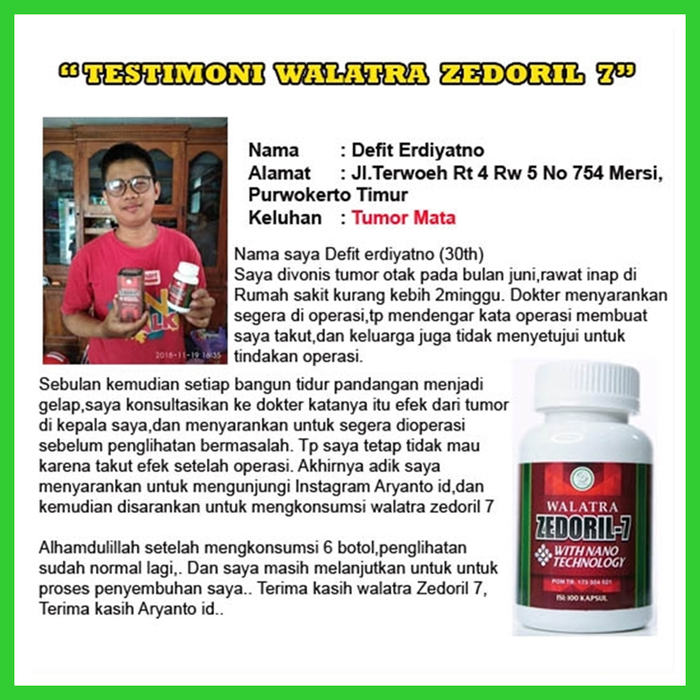 “ TESTIMONI WALATRA ZEDORIL 7”
Nama : Defit Erdiyatno
Alamat : Jl.Terwoeh Rt 4 Rw 5 No 754 Mersi,
Purwokerto Timur
Keluhan : Tumor Mata
Nama saya Defit erdiyatno (30th)
Saya divonis tumor otak pada bulan juni,rawat inap di
Rumah sakit kurang kebih 2minggu. Dokter menyarankan
segera di operasi,tp mendengar kata operasi membuat
saya takut,dan keluarga juga tidak menyetujui untuk
tindakan operasi.
2018-11-19 16:35
Sebulan kemudian setiap bangun tidur pandangan menjadi
gelap,saya konsultasikan ke dokter katanya itu efek dari tumor
di kepala saya,dan menyarankan untuk segera dioperasi
sebelum penglihatan bermasalah. Tp saya tetap tidak mau
karena takut efek setelah operasi. Akhirnya adik saya
menyarankan untuk mengunjungi Instagram Aryanto id,dan
kemudian disarankan untuk mengkonsumsi walatra zedoril 7
Alhamdulillah setelah mengkonsumsi 6 botol,penglihatan
sudah normal lagi,. Dan saya masih melanjutkan untuk untuk
proses penyembuhan saya.. Terima kasih walatra Zedoril 7,
Terima kasih Aryanto id..
WALATRA
ZEDORIL-7
WITH NANO
TECHNOLOGY
POM TR. 173 304 021
ISI: 100 KAPSUL